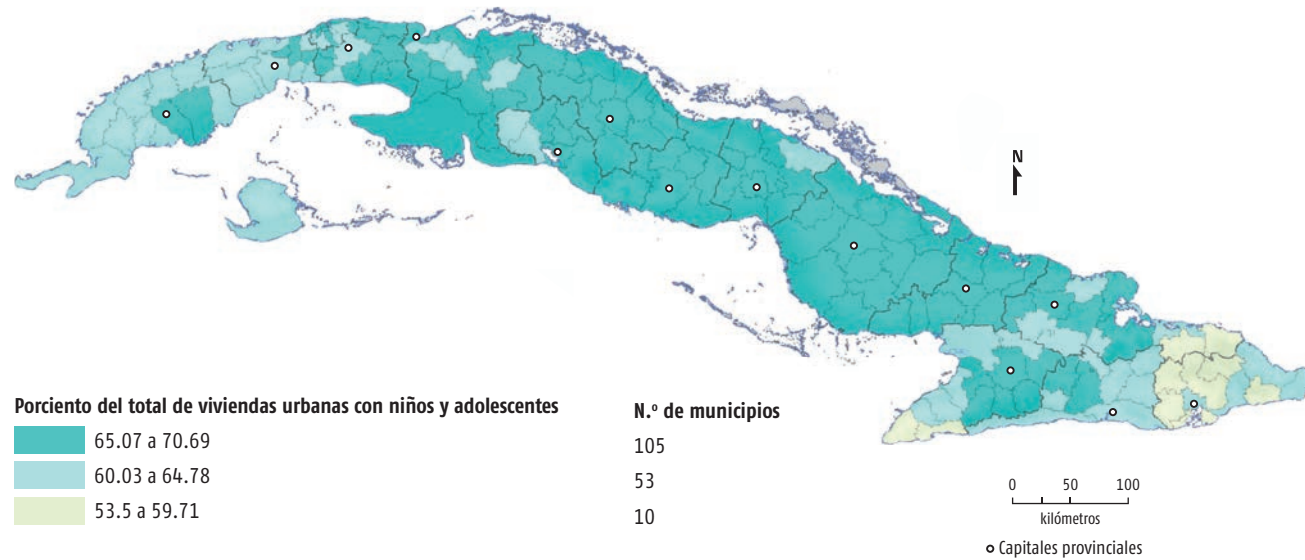 N
Porciento del total de viviendas urbanas con niños y adolescentes
N.º de municipios
65.07 a 70.69
105
60.03 a 64.78
53
53.5 a 59.71
10
0 50 100
kilómetros
Capitales provinciales